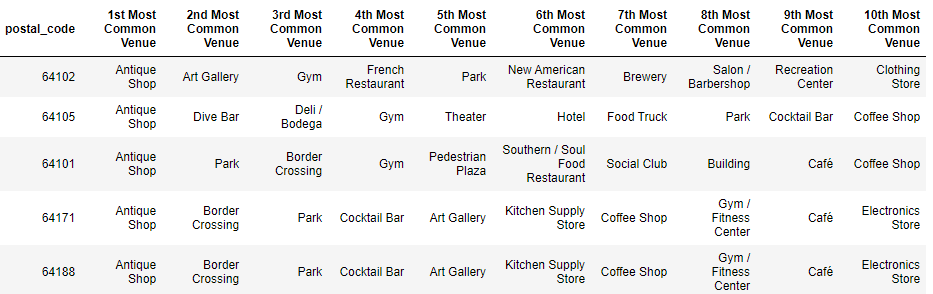 postal_code 1st Most Common Venue 2nd Most Common Venue 3rd Most Common Venue 4th Most Common Venue 5th Most Common Venue 6th Most Common Venue 7th Most Common Venue 8th Most Common Venue 9th Most Common Venue 10th Most Common Venue
64102 Antique Shop Art Gallery Gym French Restaurant Park New American Restaurant Brewery Salon / Barbershop Recreation Center Clothing Store
64105 Antique Shop Dive Bar Deli / Bodega Gym Theater Hotel Food Truck Park Cocktail Bar Coffee Shop
64101 Antique Shop Park Border Crossing Gym Pedestrian Plaza Southern / Soul Food Restaurant Social Club Building Café Coffee Shop
64171 Antique Shop Border Crossing Park Cocktail Bar Art Gallery Kitchen Supply Store Coffee Shop Gym / Fitness Center Café Electronics Store
64188 Antique Shop Border Crossing Park Cocktail Bar Art Gallery Kitchen Supply Store Coffee Shop Gym / Fitness Center Café Electronics Store